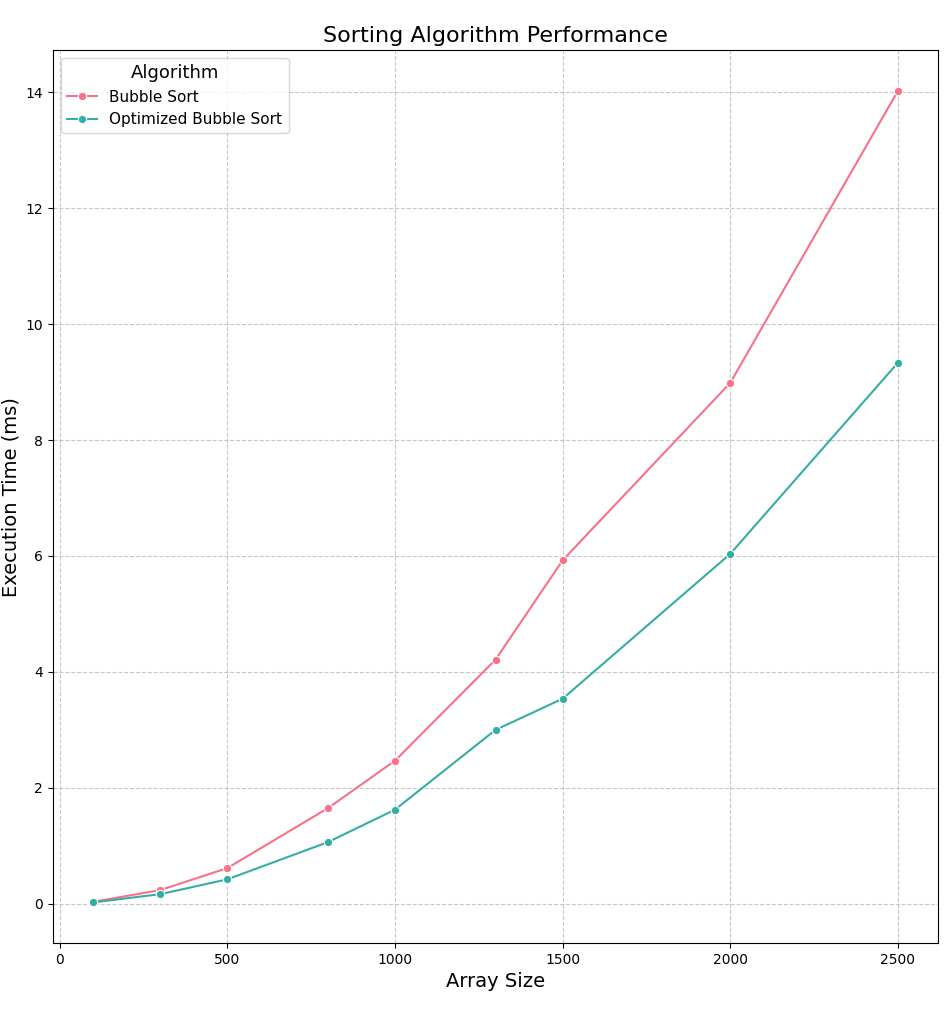 Sorting Algorithm Performance
Algorithm
Bubble Sort
Optimized Bubble Sort
Execution Time (ms)
14
12
10
8
6
4
2
0
0 500 1000 1500 2000 2500
Array Size